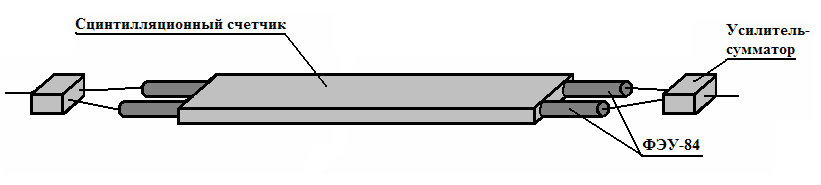 Сцинтилляционный счетчик
Усилитель-
сумматор
ФЭУ-84